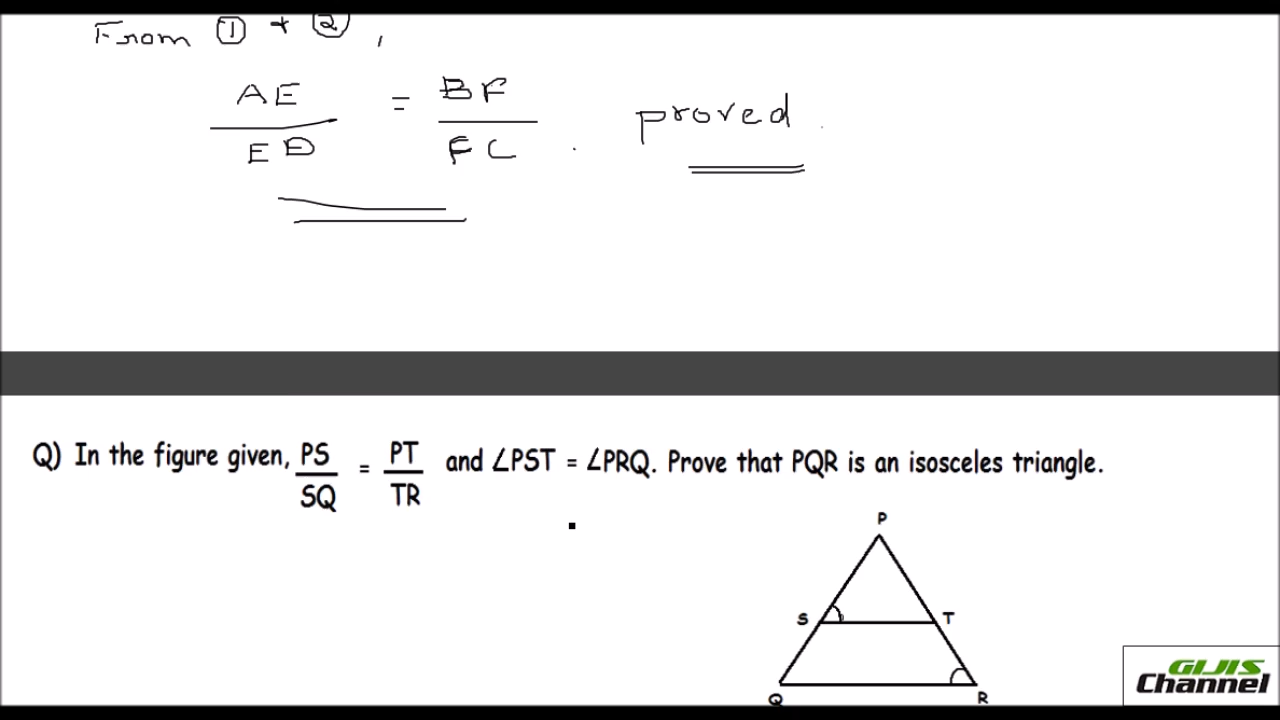 From ① + ② ,
AE = BF
ED FC . proved
Q) In the figure given, PS = PT and ∠PST = ∠PRQ. Prove that PQR is an isosceles triangle.
SQ TR
P
S T
Q R
GIJIS
Channel